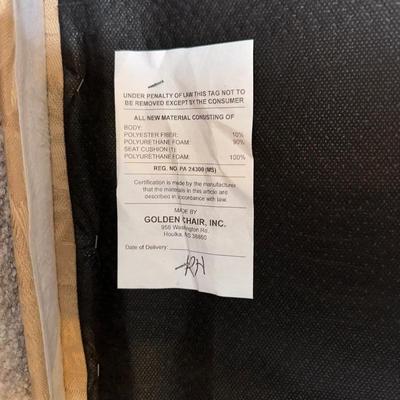 UNDER PENALTY OF LAW THIS TAG NOT TO
BE REMOVED EXCEPT BY THE CONSUMER
ALL NEW MATERIAL CONSISTING OF
BODY:
POLYESTER FIBER: 10%
POLYURETHANE FOAM: 90%
SEAT CUSHION (1):
POLYURETHANE FOAM: 100%
REG. NO PA 24300 (MS)
Certification is made by the manufacturer
that the materials in this article are
described in accordance with law.
MADE BY
GOLDEN CHAIR, INC.
958 Washington Rd.
Houlka, MS 38850
Date of Delivery:
RH